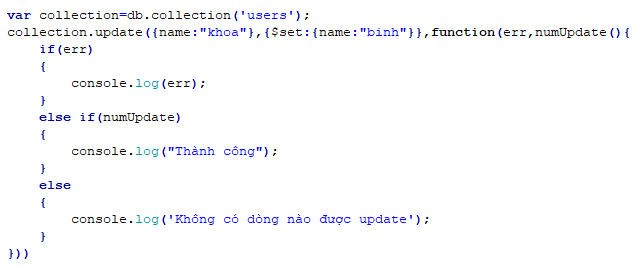 var collection=db.collection('users');
collection.update({name:"khoa"},{$set:{name:"binh"}},function(err,numUpdate(){
if(err)
{
console.log(err);
}
else if(numUpdate)
{
console.log("Thành công");
}
else
{
console.log('Không có dòng nào được update');
}
}))